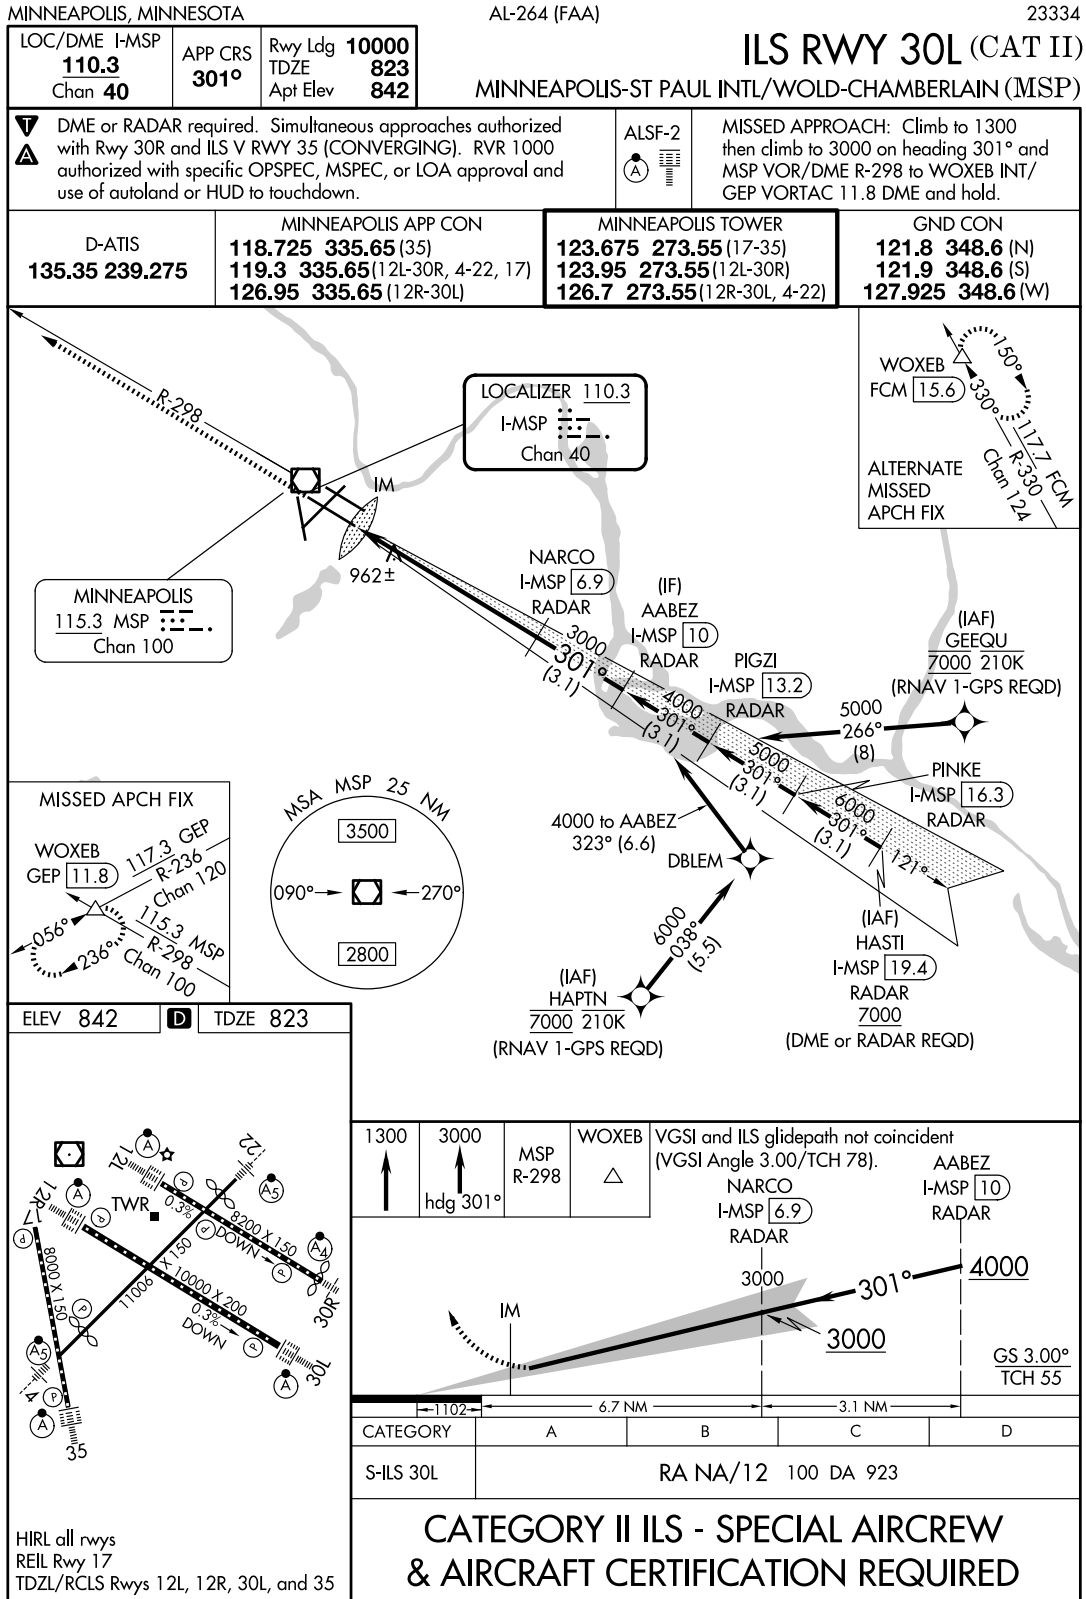 MINNEAPOLIS, MINNESOTA
AL-264 (FAA)
23334
LOC/DME I-MSP
110.3
Chan 40
APP CRS
301°
Rwy Ldg 10000
TDZE 823
Apt Elev 842
ILS RWY 30L (CAT II)
MINNEAPOLIS-ST PAUL INTL/WOLD-CHAMBERLAIN (MSP)
T
A
DME or RADAR required. Simultaneous approaches authorized
with Rwy 30R and ILS V RWY 35 (CONVERGING). RVR 1000
authorized with specific OPSPEC, MSPEC, or LOA approval and
use of autoland or HUD to touchdown.
ALSF-2
A
MISSED APPROACH: Climb to 1300
then climb to 3000 on heading 301° and
MSP VOR/DME R-298 to WOXEB INT/
GEP VORTAC 11.8 DME and hold.
D-ATIS
135.35 239.275
MINNEAPOLIS APP CON
118.725 335.65 (35)
119.3 335.65 (12L-30R, 4-22, 17)
126.95 335.65 (12R-30L)
MINNEAPOLIS TOWER
123.675 273.55 (17-35)
123.95 273.55 (12L-30R)
126.7 273.55 (12R-30L, 4-22)
GND CON
121.8 348.6 (N)
121.9 348.6 (S)
127.925 348.6 (W)
R-298
LOCALIZER 110.3
I-MSP
Chan 40
WOXEB
FCM 15.6
150°
330°
117.7 FCM
R-330
Chan 124
ALTERNATE
MISSED
APCH FIX
IM
962±
MINNEAPOLIS
115.3 MSP
Chan 100
NARCO
I-MSP 6.9
RADAR
(IF)
AABEZ
I-MSP 10
RADAR
PIGZI
I-MSP 13.2
RADAR
(IAF)
GEEQU
7000 210K
(RNAV 1-GPS REQD)
3000
301°
(3.1)
4000
301°
(3.1)
5000
301°
(3.1)
6000
301°
(3.1)
121°
5000
266°
(8)
PINKE
I-MSP 16.3
RADAR
4000 to AABEZ
323° (6.6)
DBLEM
6000
038°
(5.5)
(IAF)
HAPTN
7000 210K
(RNAV 1-GPS REQD)
(IAF)
HASTI
I-MSP 19.4
RADAR
7000
(DME or RADAR REQD)
MISSED APCH FIX
WOXEB
GEP 11.8
117.3 GEP
R-236
Chan 120
056°
236°
115.3 MSP
R-298
Chan 100
MSA MSP 25 NM
3500
090°
270°
2800
ELEV 842
D
TDZE 823
12L
A
22
A5
12R
A
P
0.3%
TWR
P
8200 X 150
DOWN
P
A4
30R
17
P
8000 X 150
P
11006 X 150
10000 X 200
0.3%
DOWN
P
30L
A
P
A5
4
P
A
35
HIRL all rwys
REIL Rwy 17
TDZL/RCLS Rwys 12L, 12R, 30L, and 35
1300
3000
hdg 301°
MSP
R-298
WOXEB
VGSI and ILS glidepath not coincident
(VGSI Angle 3.00/TCH 78).
NARCO
I-MSP 6.9
RADAR
AABEZ
I-MSP 10
RADAR
3000
301°
4000
IM
3000
GS 3.00°
TCH 55
1102
6.7 NM
3.1 NM
CATEGORY A B C D
S-ILS 30L RA NA/12 100 DA 923
CATEGORY II ILS - SPECIAL AIRCREW
& AIRCRAFT CERTIFICATION REQUIRED